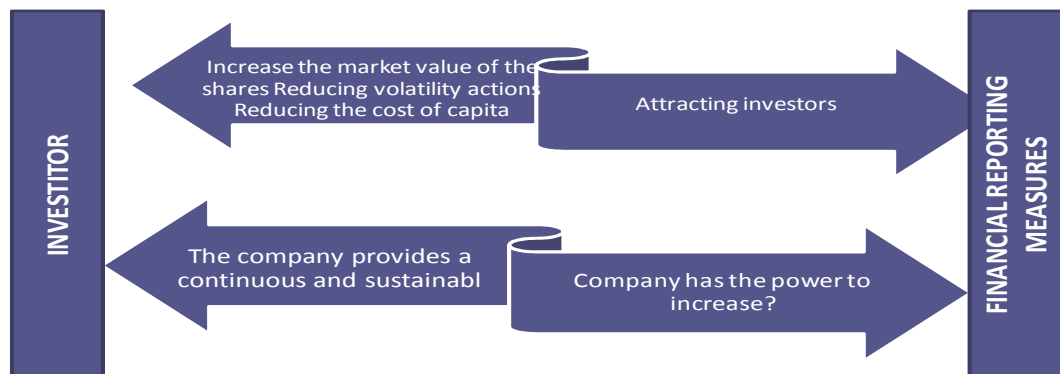 INVESTITOR
Increase the market value of the
shares Reducing volatility actions
Reducing the cost of capita
Attracting investors
The company provides a
continuous and sustainabl
Company has the power to
increase?
FINANCIAL REPORTING
MEASURES